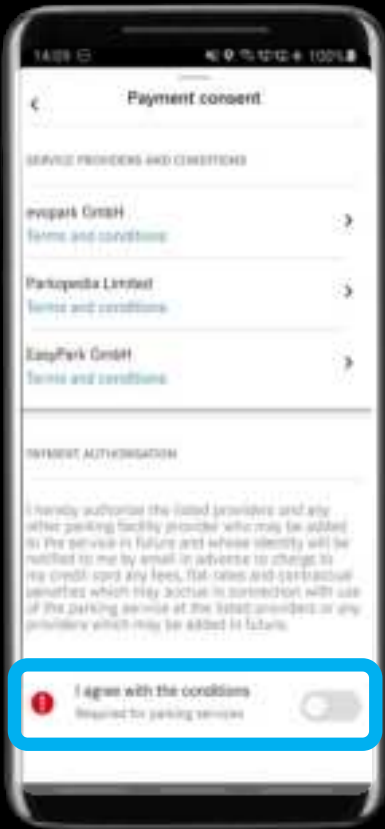 14:09 100%
Payment consent
SERVICE PROVIDERS AND CONDITIONS
evopark GmbH
Terms and conditions
Parkopedia Limited
Terms and conditions
EasyPark GmbH
Terms and conditions
PAYMENT AUTHORISATION
I hereby authorise the listed providers and any
other parking facility provider who may be added
to the service in future and whose identity will be
notified to me by email in advance to charge to
my credit card any fees, flat rates and contractual
penalties which may accrue in connection with use
of the parking service at the listed providers or any
providers which may be added in future.
I agree with the conditions
Required for parking services